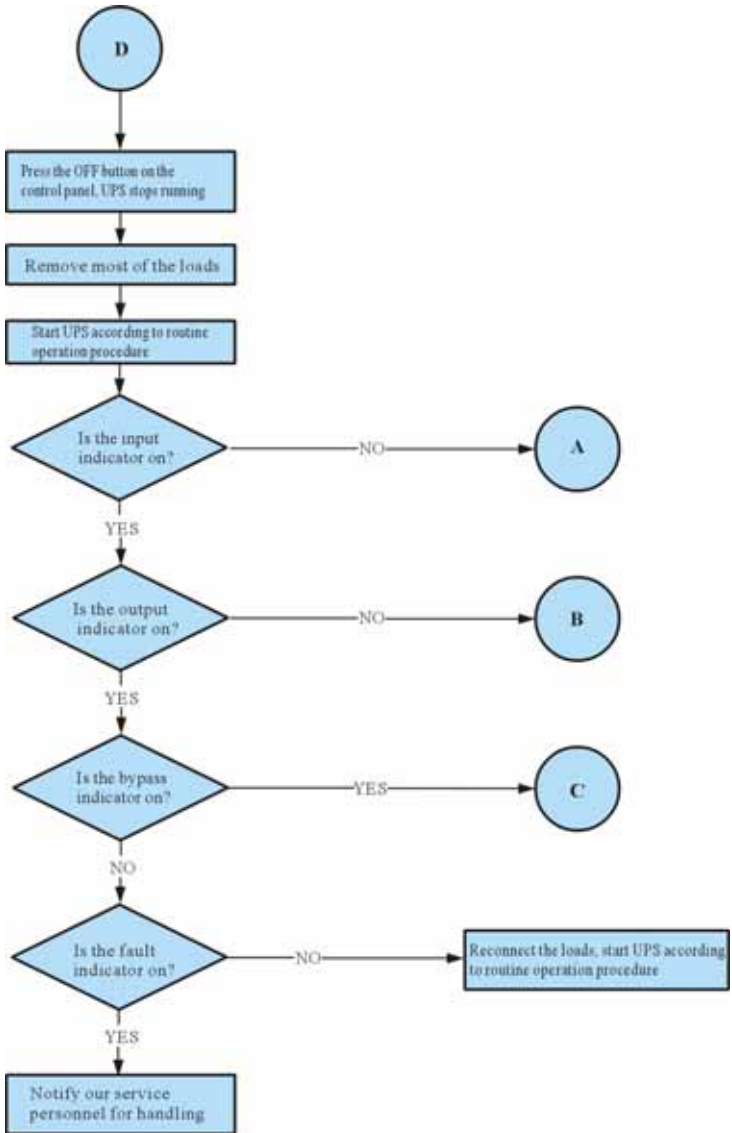 D
Press the OFF button on the
control panel, UPS stops running
Remove most of the loads
Start UPS according to routine
operation procedure
Is the input
indicator on?
NO
A
YES
Is the output
indicator on?
NO
B
YES
Is the bypass
indicator on?
YES
C
NO
Is the fault
indicator on?
NO
Reconnect the loads, start UPS according
to routine operation procedure
YES
Notify our service
personnel for handling